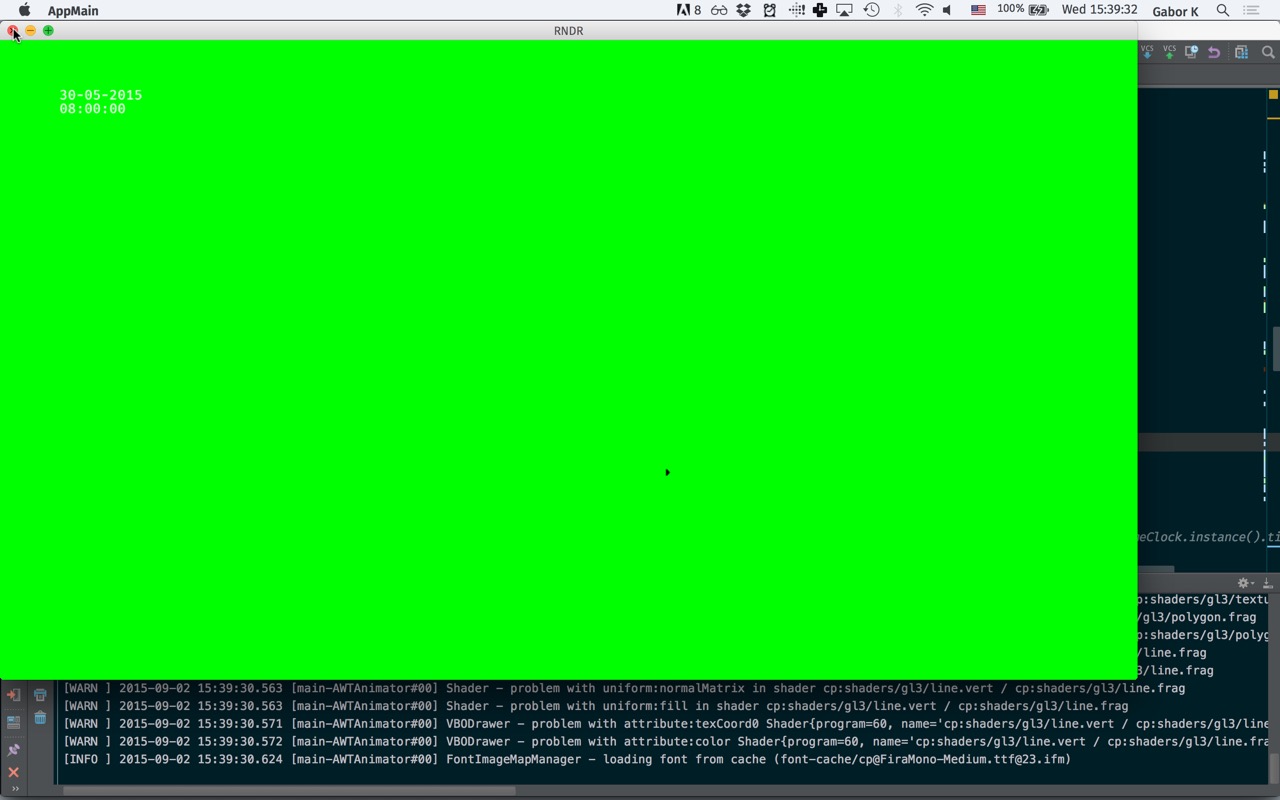 AppMain
8
100%
Wed 15:39:32
Gabor K
RNDR
VCS
VCS
30-05-2015
08:00:00
eClock.instance().ti
cp:shaders/gl3/textu
/gl3/polygon.frag
cp:shaders/gl3/polyg
/line.frag
3/line.frag
[WARN ] 2015-09-02 15:39:30.563 [main-AWTAnimator#00] Shader - problem with uniform:normalMatrix in shader cp:shaders/gl3/line.vert / cp:shaders/gl3/line.frag
[WARN ] 2015-09-02 15:39:30.563 [main-AWTAnimator#00] Shader - problem with uniform:fill in shader cp:shaders/gl3/line.vert / cp:shaders/gl3/line.frag
[WARN ] 2015-09-02 15:39:30.571 [main-AWTAnimator#00] VBODrawer - problem with attribute:texCoord0 Shader{program=60, name='cp:shaders/gl3/line.vert / cp:shaders/gl3/line
[WARN ] 2015-09-02 15:39:30.572 [main-AWTAnimator#00] VBODrawer - problem with attribute:color Shader{program=60, name='cp:shaders/gl3/line.vert / cp:shaders/gl3/line.fra
[INFO ] 2015-09-02 15:39:30.624 [main-AWTAnimator#00] FontImageMapManager - loading font from cache (font-cache/cp@FiraMono-Medium.ttf@23.ifm)